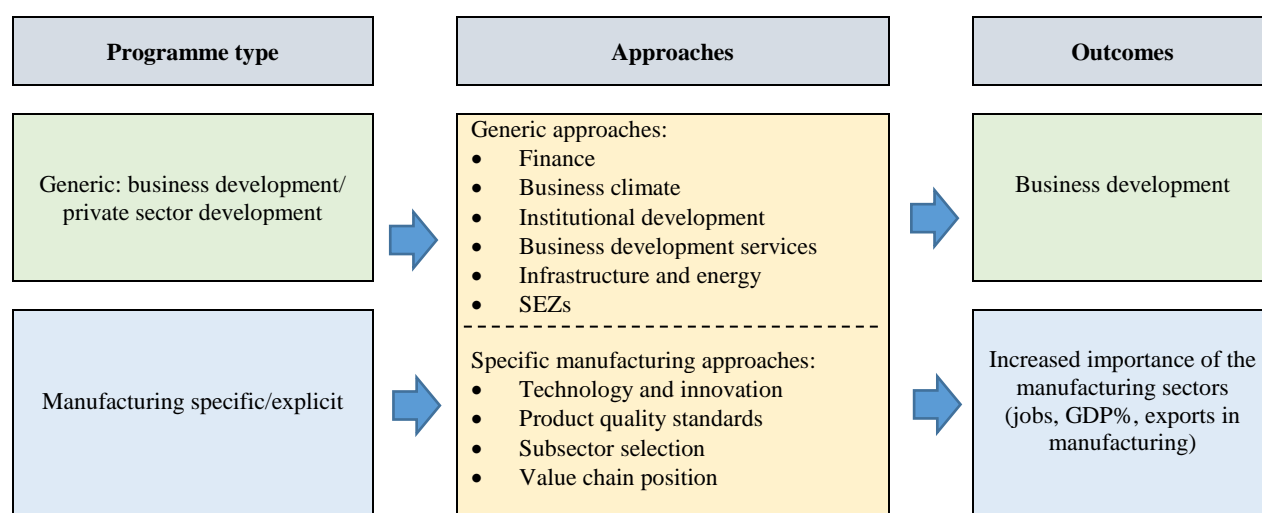 Programme type
Approaches
Outcomes
Generic: business development/
private sector development
Generic approaches:
• Finance
• Business climate
• Institutional development
• Business development services
• Infrastructure and energy
• SEZs
Business development
Manufacturing specific/explicit
Specific manufacturing approaches:
• Technology and innovation
• Product quality standards
• Subsector selection
• Value chain position
Increased importance of the
manufacturing sectors
(jobs, GDP%, exports in
manufacturing)